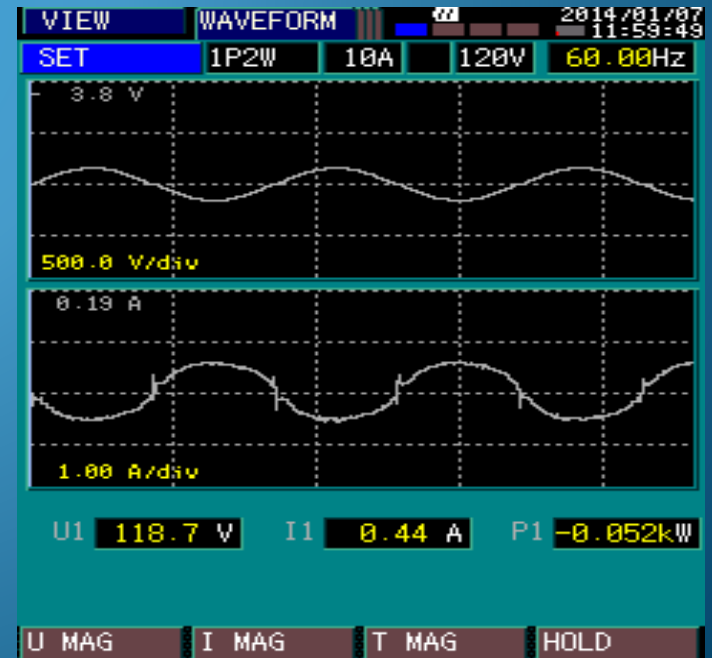 VIEW WAVEFORM 2014/01/07
11:59:49
SET 1P2W 10A 120V 60.00Hz
3.8 V
500.0 V/div
0.19 A
1.00 A/div
U1 118.7 V I1 0.44 A P1 -0.052kW
U MAG I MAG T MAG HOLD